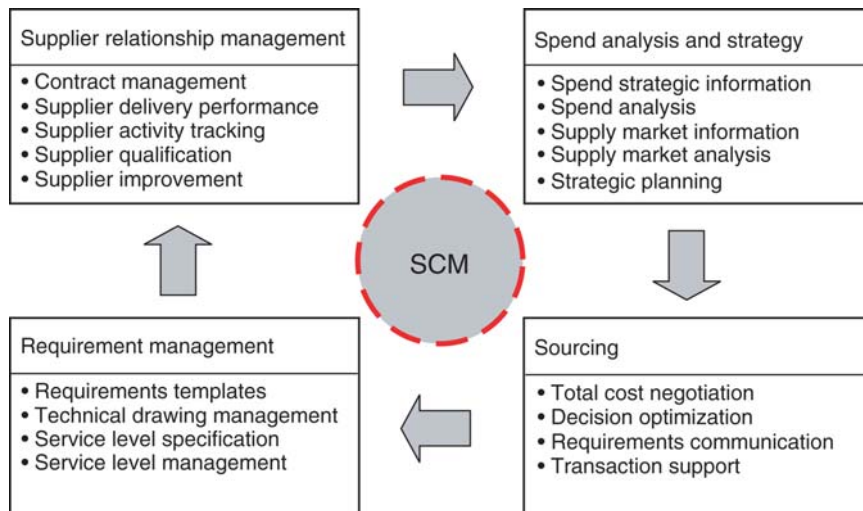 Supplier relationship management
• Contract management
• Supplier delivery performance
• Supplier activity tracking
• Supplier qualification
• Supplier improvement
Spend analysis and strategy
• Spend strategic information
• Spend analysis
• Supply market information
• Supply market analysis
• Strategic planning
SCM
Requirement management
• Requirements templates
• Technical drawing management
• Service level specification
• Service level management
Sourcing
• Total cost negotiation
• Decision optimization
• Requirements communication
• Transaction support